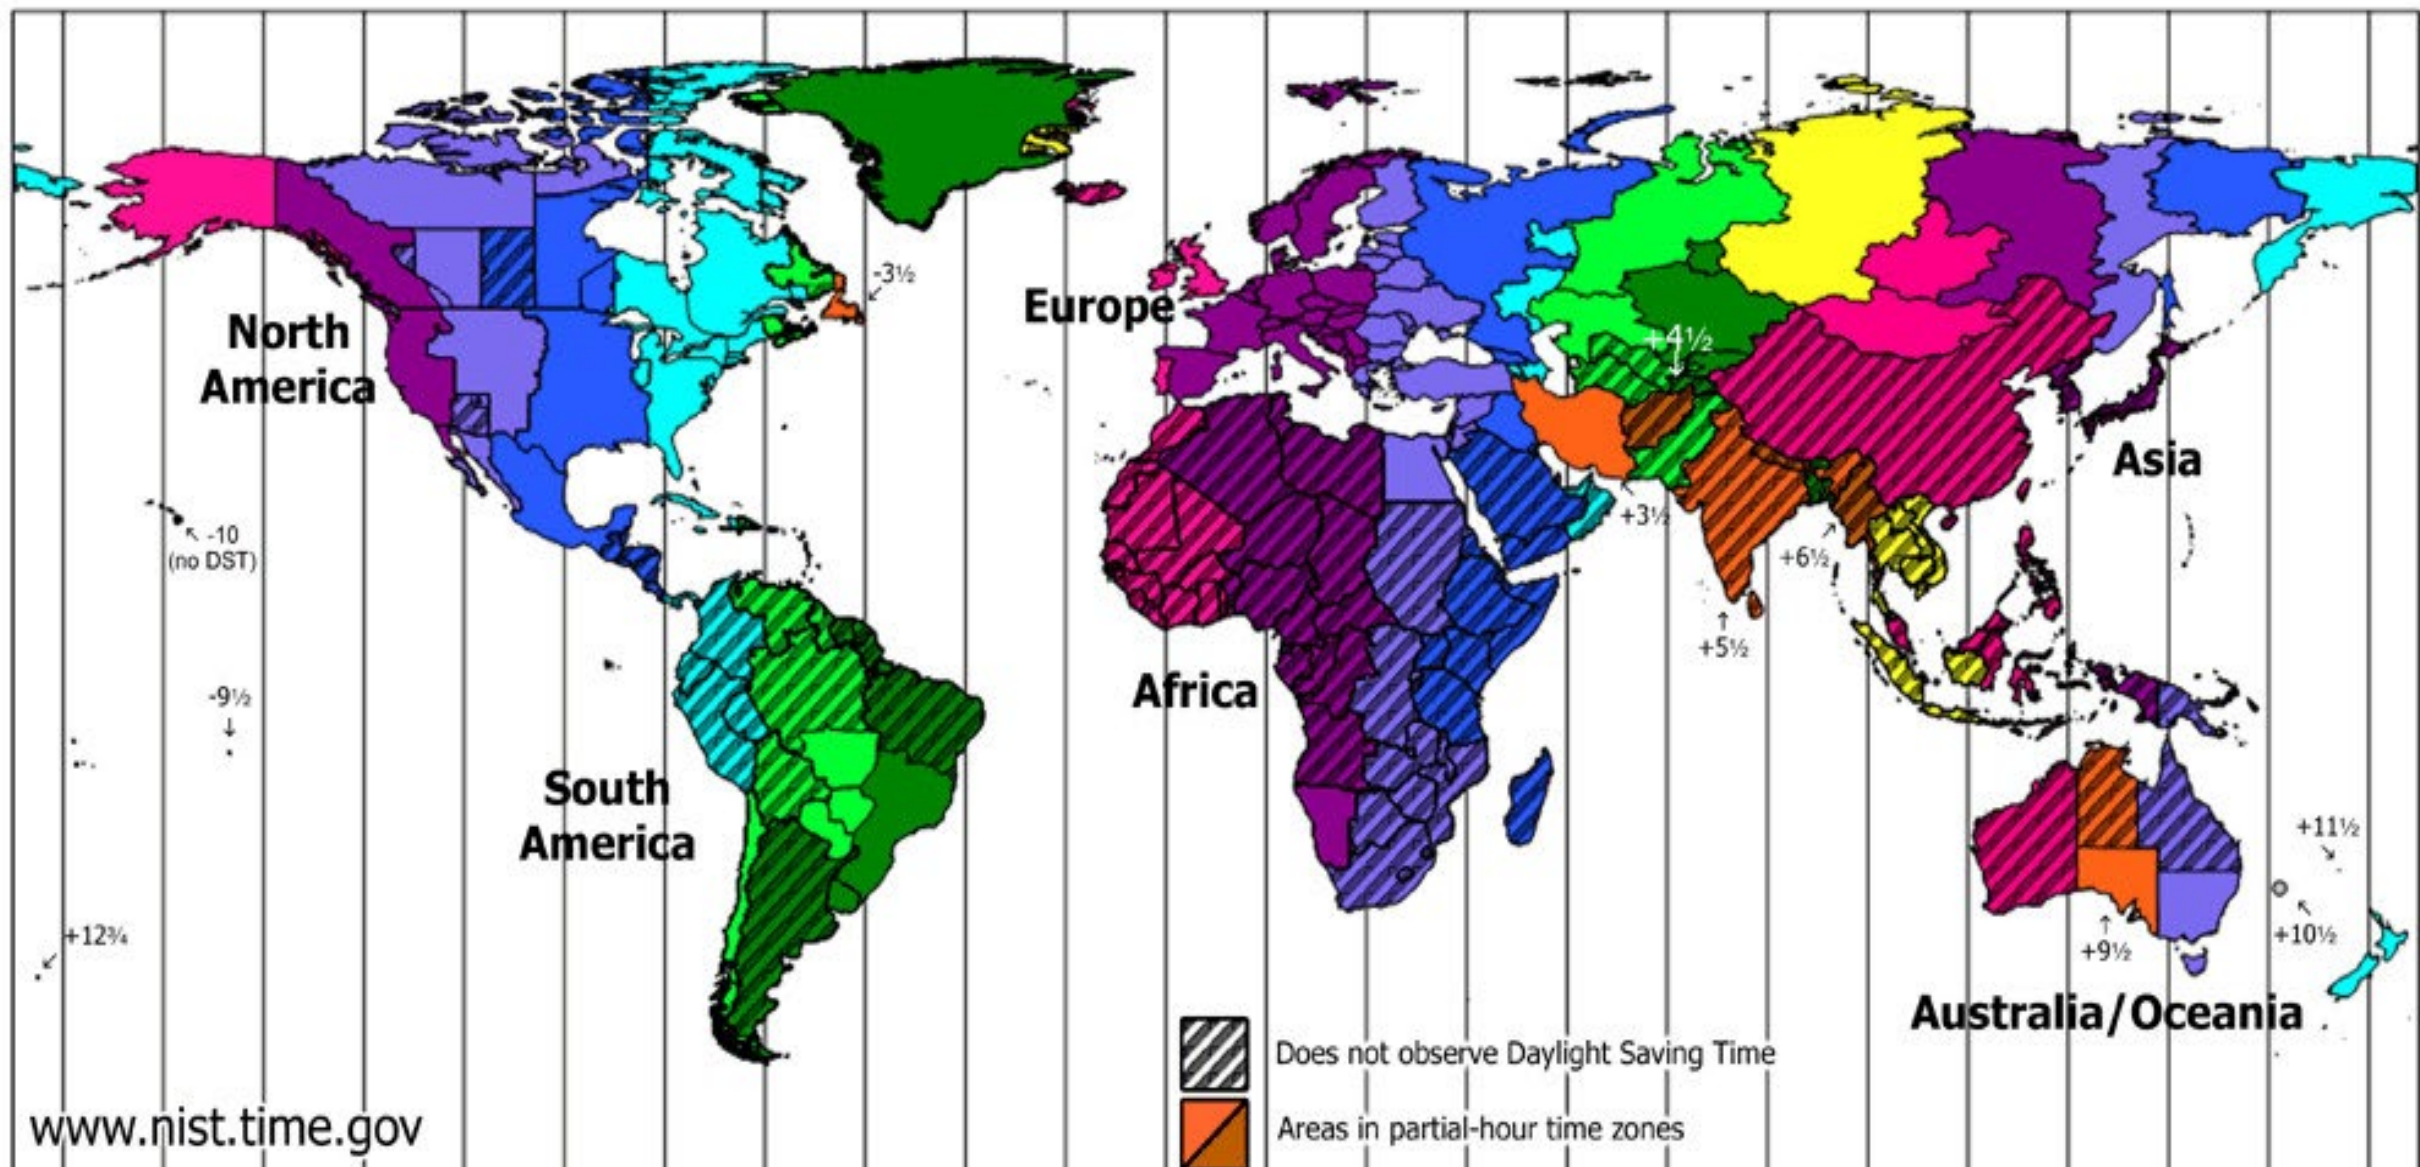 -3½
Europe
North
America
+4½
Asia
-10
(no DST)
+3½
+6½
+5½
Africa
-9½
South
America
+11½
+12¾
+10½
+9½
Australia/Oceania
Does not observe Daylight Saving Time
Areas in partial-hour time zones
www.nist.time.gov